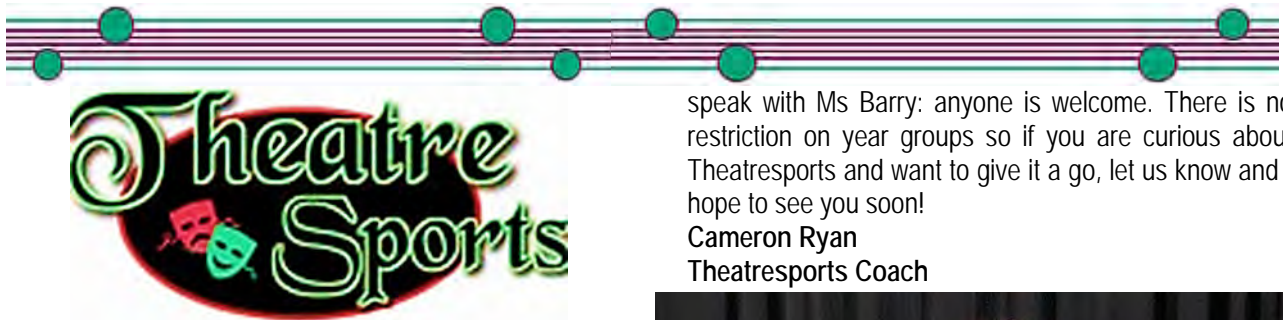 Theatre
Sports
speak with Ms Barry: anyone is welcome. There is
restriction on year groups so if you are curious
Theatresports and want to give it a go, let us know and
hope to see you soon!
Cameron Ryan
Theatresports Coach